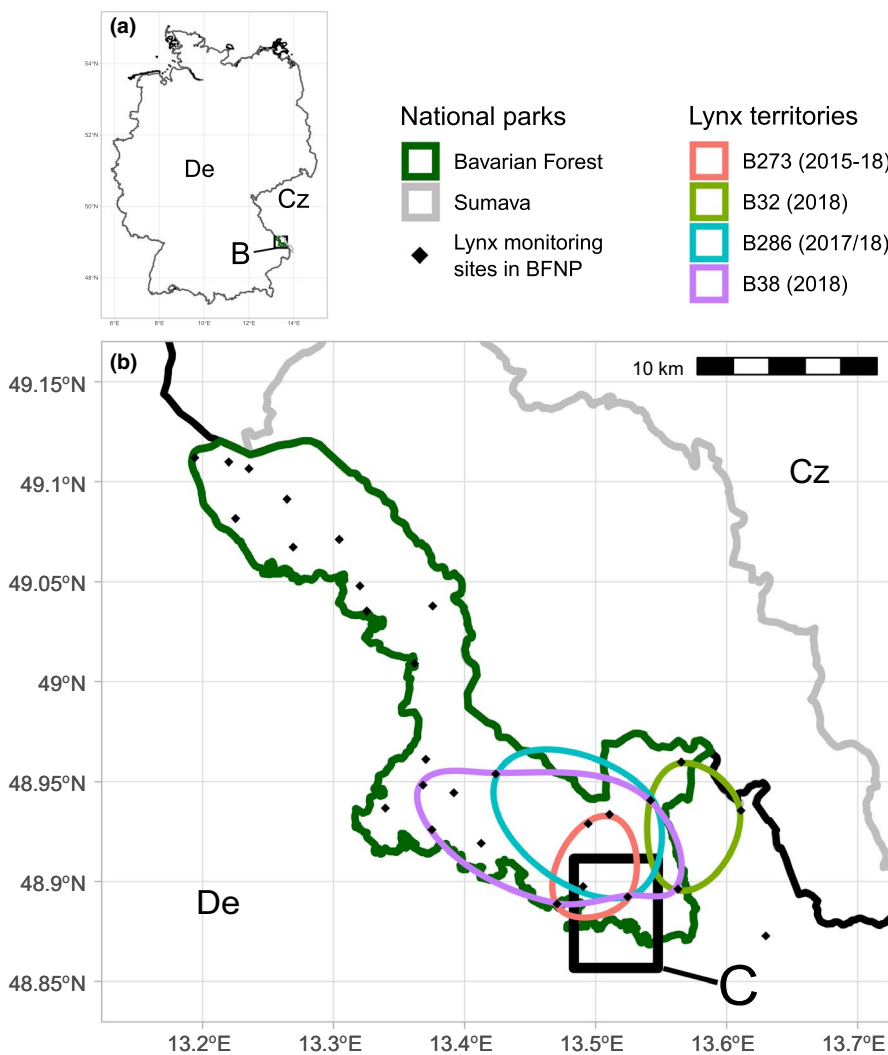 (a)
54°N
52°N
50°N
48°N
6°E
8°E
10°E
12°E
14°E
De
Cz
B
National parks
Bavarian Forest
Sumava
Lynx monitoring
sites in BFNP
Lynx territories
B273 (2015-18)
B32 (2018)
B286 (2017/18)
B38 (2018)
(b)
10 km
49.15°N
49.1°N
49.05°N
49°N
48.95°N
48.9°N
48.85°N
Cz
De
C
13.2°E
13.3°E
13.4°E
13.5°E
13.6°E
13.7°E